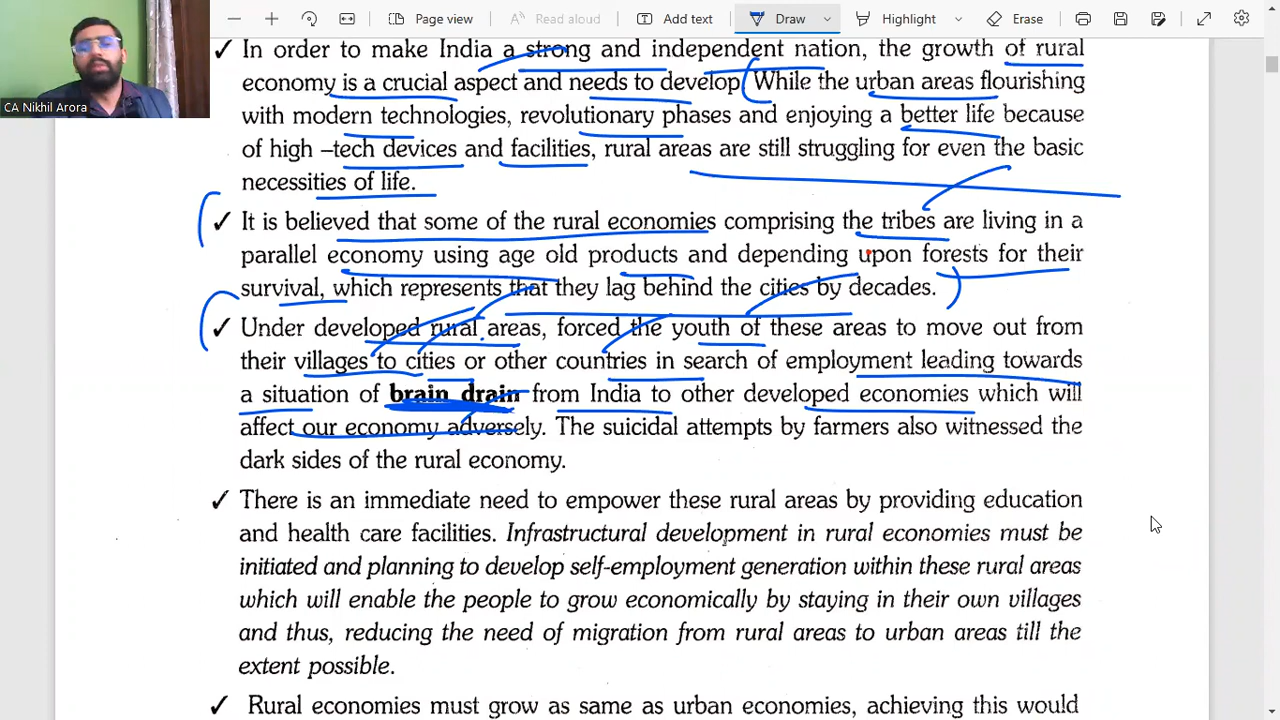 Page view
Read aloud
Add text
Draw
Highlight
Erase
CA Nikhil Arora
✓ In order to make India a strong and independent nation, the growth of rural
economy is a crucial aspect and needs to develop. While the urban areas flourishing
with modern technologies, revolutionary phases and enjoying a better life because
of high –tech devices and facilities, rural areas are still struggling for even the basic
necessities of life.
✓ It is believed that some of the rural economies comprising the tribes are living in a
parallel economy using age old products and depending upon forests for their
survival, which represents that they lag behind the cities by decades.
✓ Under developed rural areas, forced the youth of these areas to move out from
their villages to cities or other countries in search of employment leading towards
a situation of brain drain from India to other developed economies which will
affect our economy adversely. The suicidal attempts by farmers also witnessed the
dark sides of the rural economy.
✓ There is an immediate need to empower these rural areas by providing education
and health care facilities. Infrastructural development in rural economies must be
initiated and planning to develop self-employment generation within these rural areas
which will enable the people to grow economically by staying in their own villages
and thus, reducing the need of migration from rural areas to urban areas till the
extent possible.
✓ Rural economies must grow as same as urban economies, achieving this would